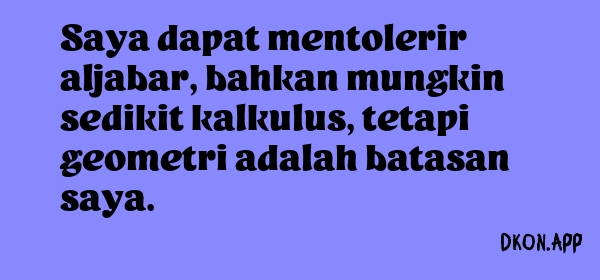 Saya dapat mentolerir
aljabar, bahkan mungkin
sedikit kalkulus, tetapi
geometri adalah batasan
saya.
DKON.APP